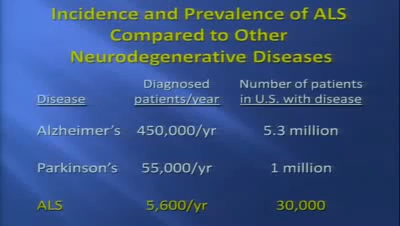 Incidence and Prevalence of ALS
Compared to Other
Neurodegenerative Diseases
Diagnosed Number of patients
Disease patients/year in U.S. with disease
Alzheimer's 450,000/yr 5.3 million
Parkinson's 55,000/yr 1 million
ALS 5,600/yr 30,000